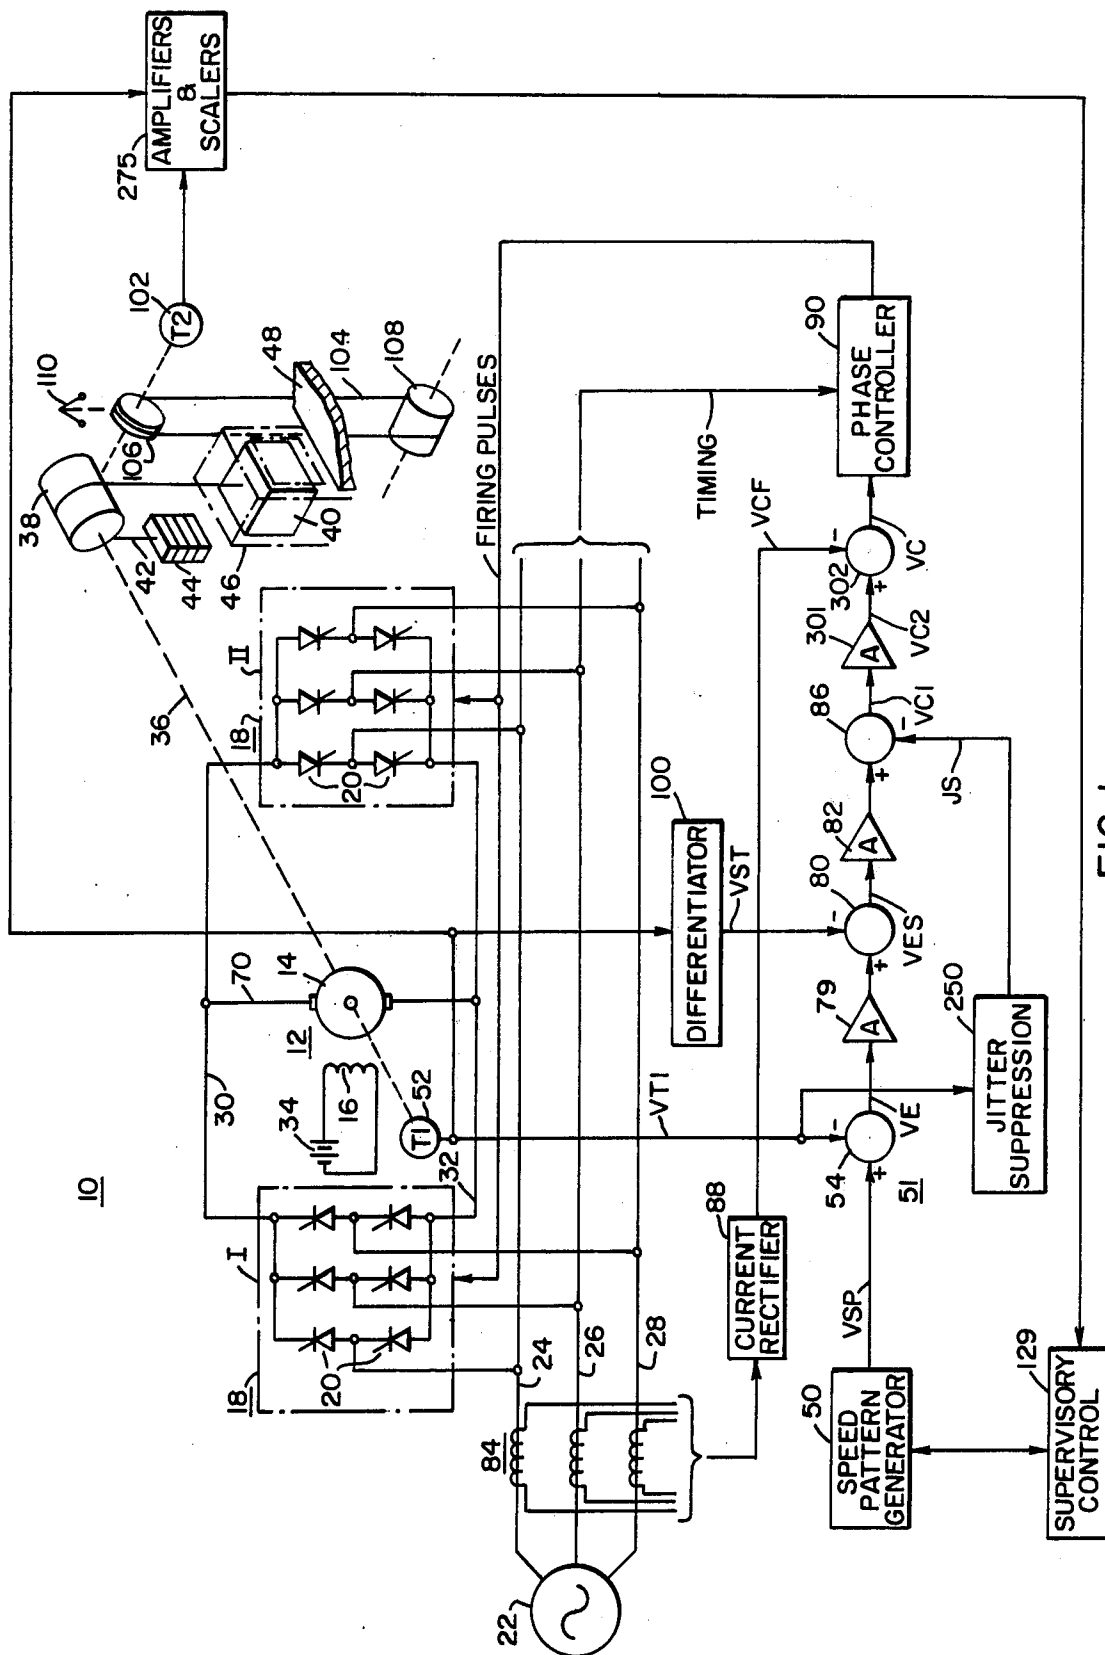 10
AMPLIFIERS
&
SCALERS
275
T2
102
110
106
38
42
44
46
40
48
104
108
36
FIRING PULSES
TIMING
II
18
20
70
14
12
30
34
16
T1
52
32
I
18
20
24
26
28
84
22
DIFFERENTIATOR
100
VST
VT1
CURRENT
RECTIFIER
88
VCF
PHASE
CONTROLLER
90
VC
302
+
-
VC2
301
A
VC1
86
+
-
JS
82
A
80
+
-
VES
79
A
VE
54
+
-
51
VSP
SPEED
PATTERN
GENERATOR
50
JITTER
SUPPRESSION
250
SUPERVISORY
CONTROL
129